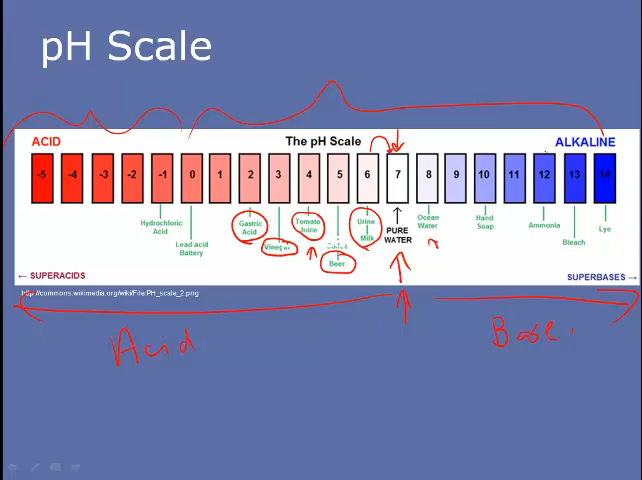 pH Scale
ACID The pH Scale ALKALINE
-5 -4 -3 -2 -1 0 1 2 3 4 5 6 7 8 9 10 11 12 13 14
Hydrochloric Acid
Lead-acid Battery
Gastric Acid
Vinegar
Tomato Juice
Beer
Urine
Milk
PURE WATER
Ocean Water
Hand Soap
Ammonia
Bleach
Lye
← SUPERACIDS SUPERBASES →
http://commons.wikimedia.org/wiki/File:PH_scale_2.png
Acid Base